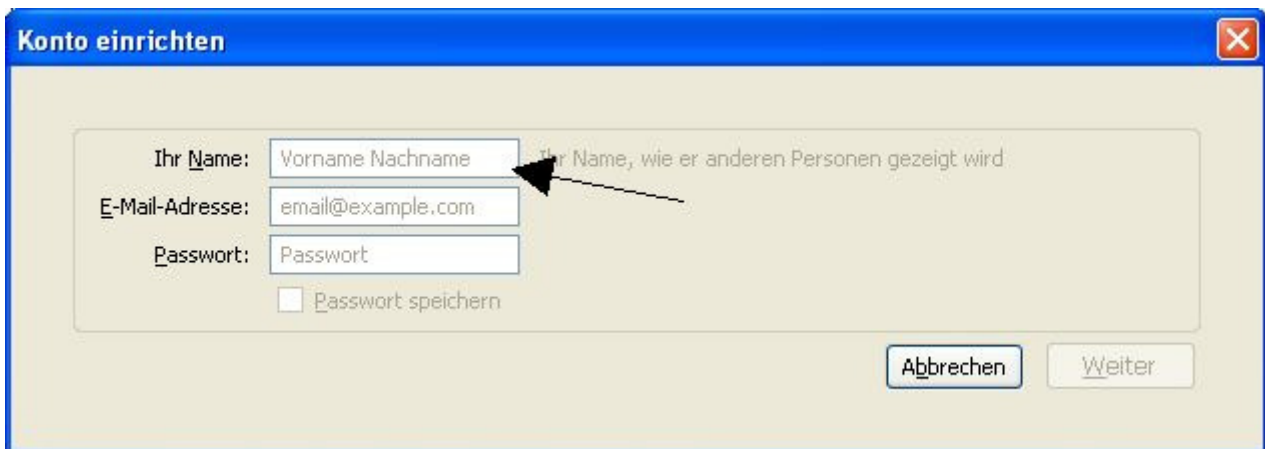 Konto einrichten
Ihr Name: Vorname Nachname Ihr Name, wie er anderen Personen gezeigt wird
E-Mail-Adresse: email@example.com
Passwort: Passwort
Passwort speichern
Abbrechen Weiter